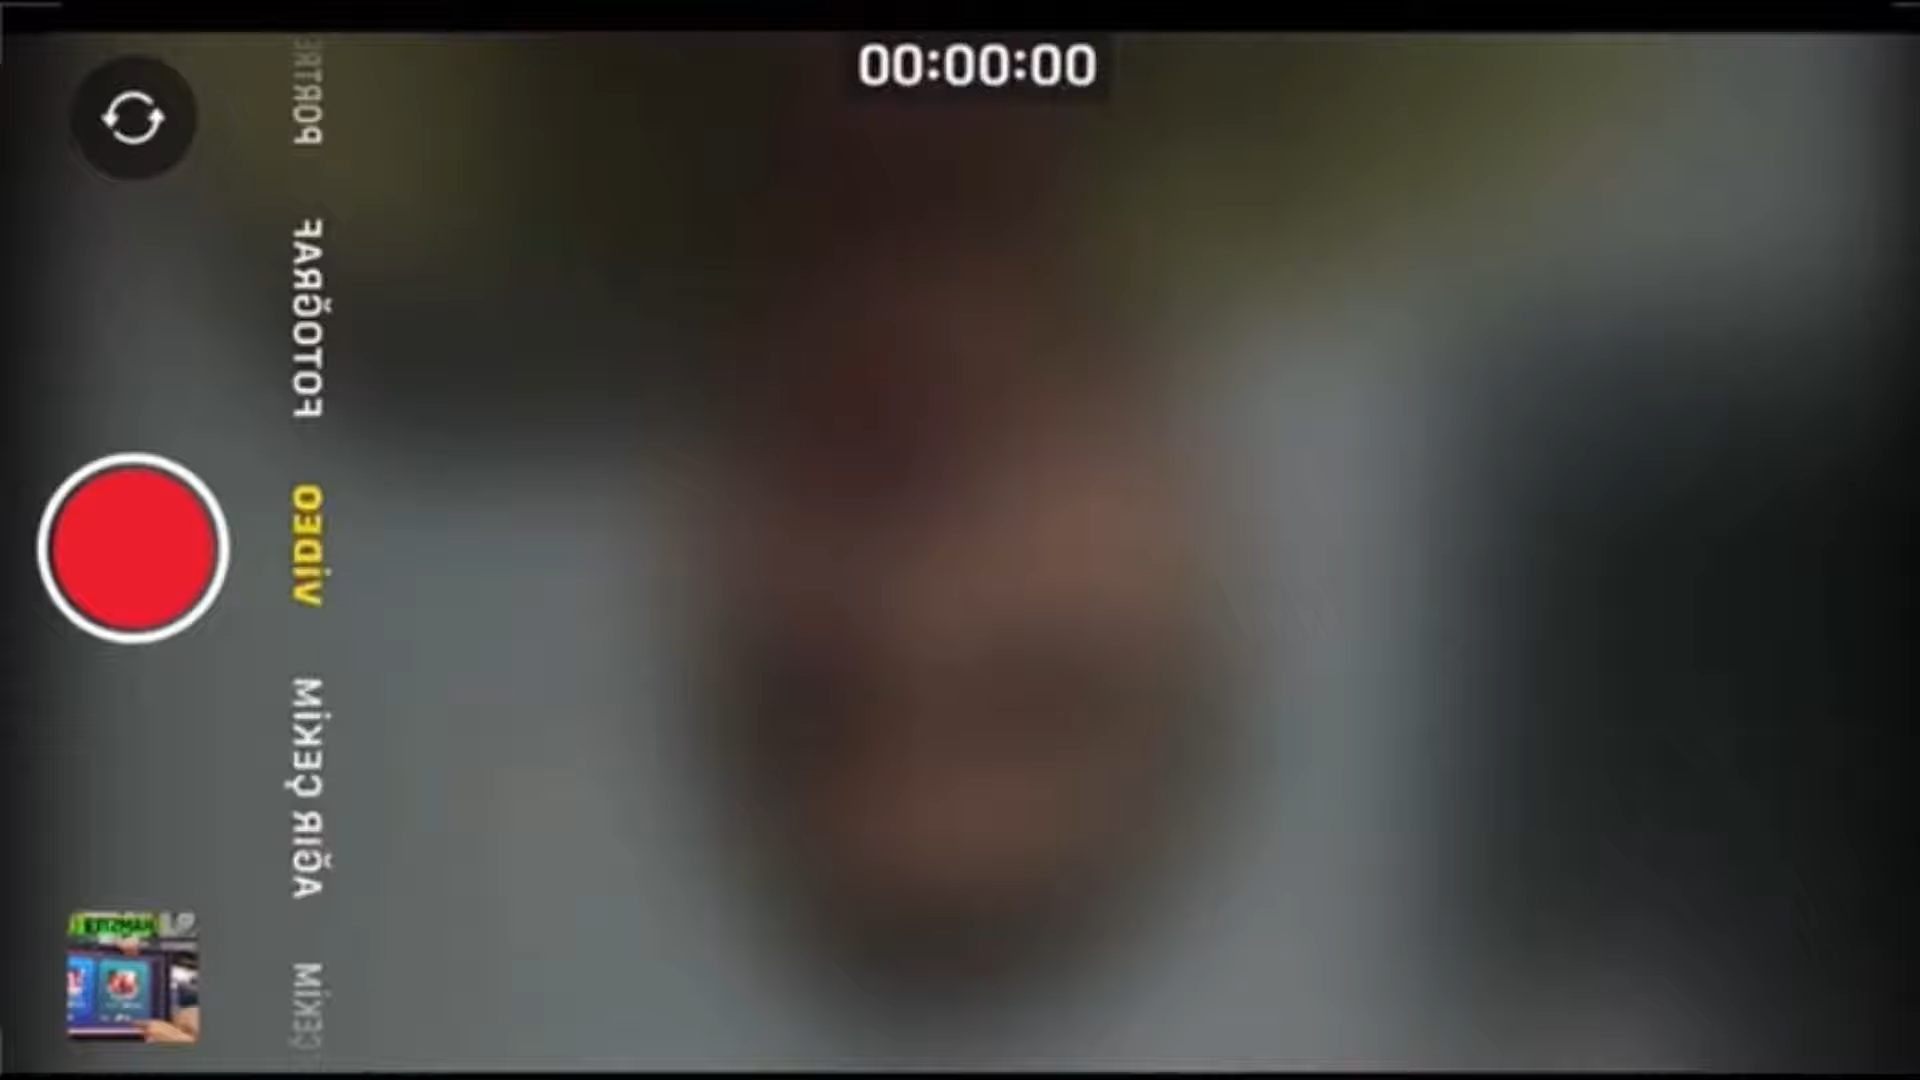 00:00:00
PORTRE
FOTOĞRAF
VİDEO
AĞIR ÇEKİM
ÇEKİM